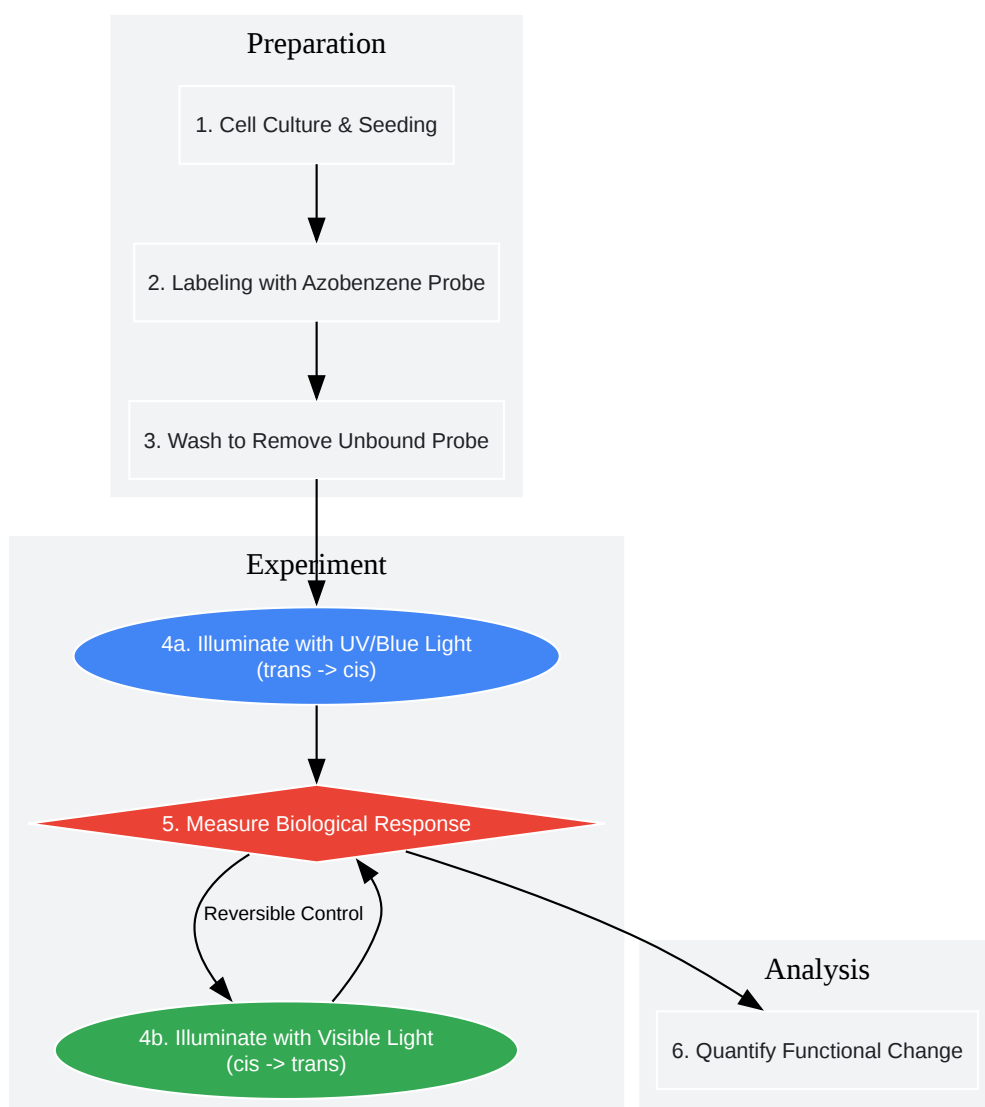 Preparation
1. Cell Culture & Seeding
2. Labeling with Azobenzene Probe
3. Wash to Remove Unbound Probe
Experiment
4a. Illuminate with UV/Blue Light
(trans -> cis)
5. Measure Biological Response
Reversible Control
4b. Illuminate with Visible Light
(cis -> trans)
Analysis
6. Quantify Functional Change